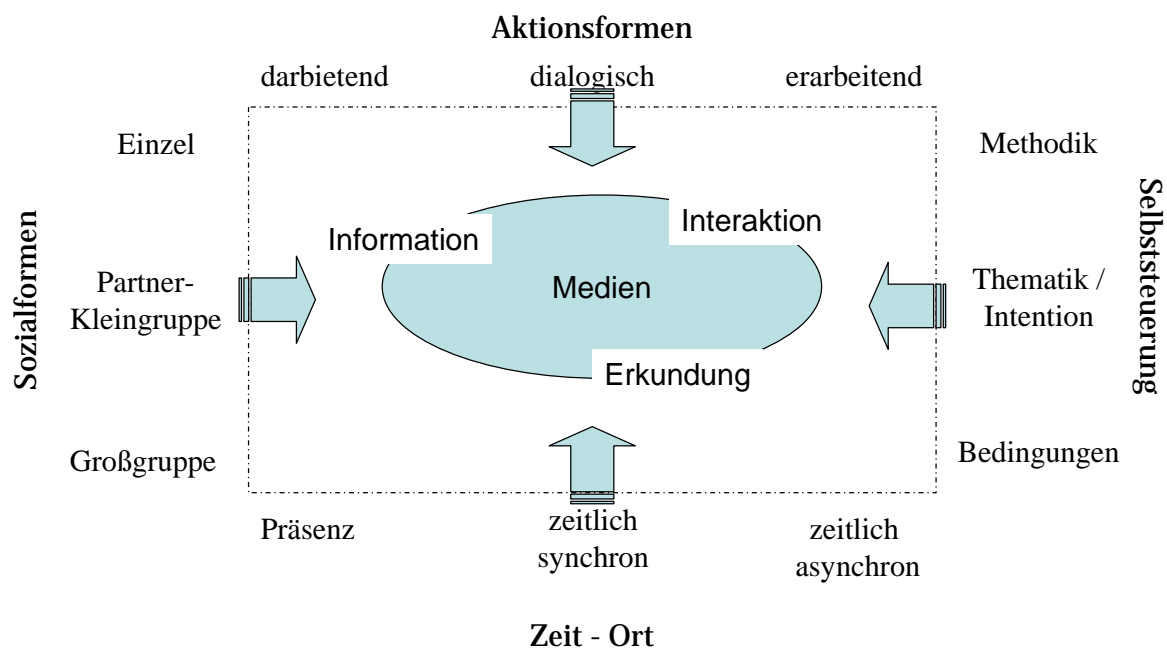 Aktionsformen
darbietend
dialogisch
erarbeitend
Einzel
Methodik
Sozialformen
Selbststeuerung
Information
Interaktion
Partner-
Kleingruppe
Medien
Thematik /
Intention
Erkundung
Großgruppe
Bedingungen
Präsenz
zeitlich
synchron
zeitlich
asynchron
Zeit - Ort